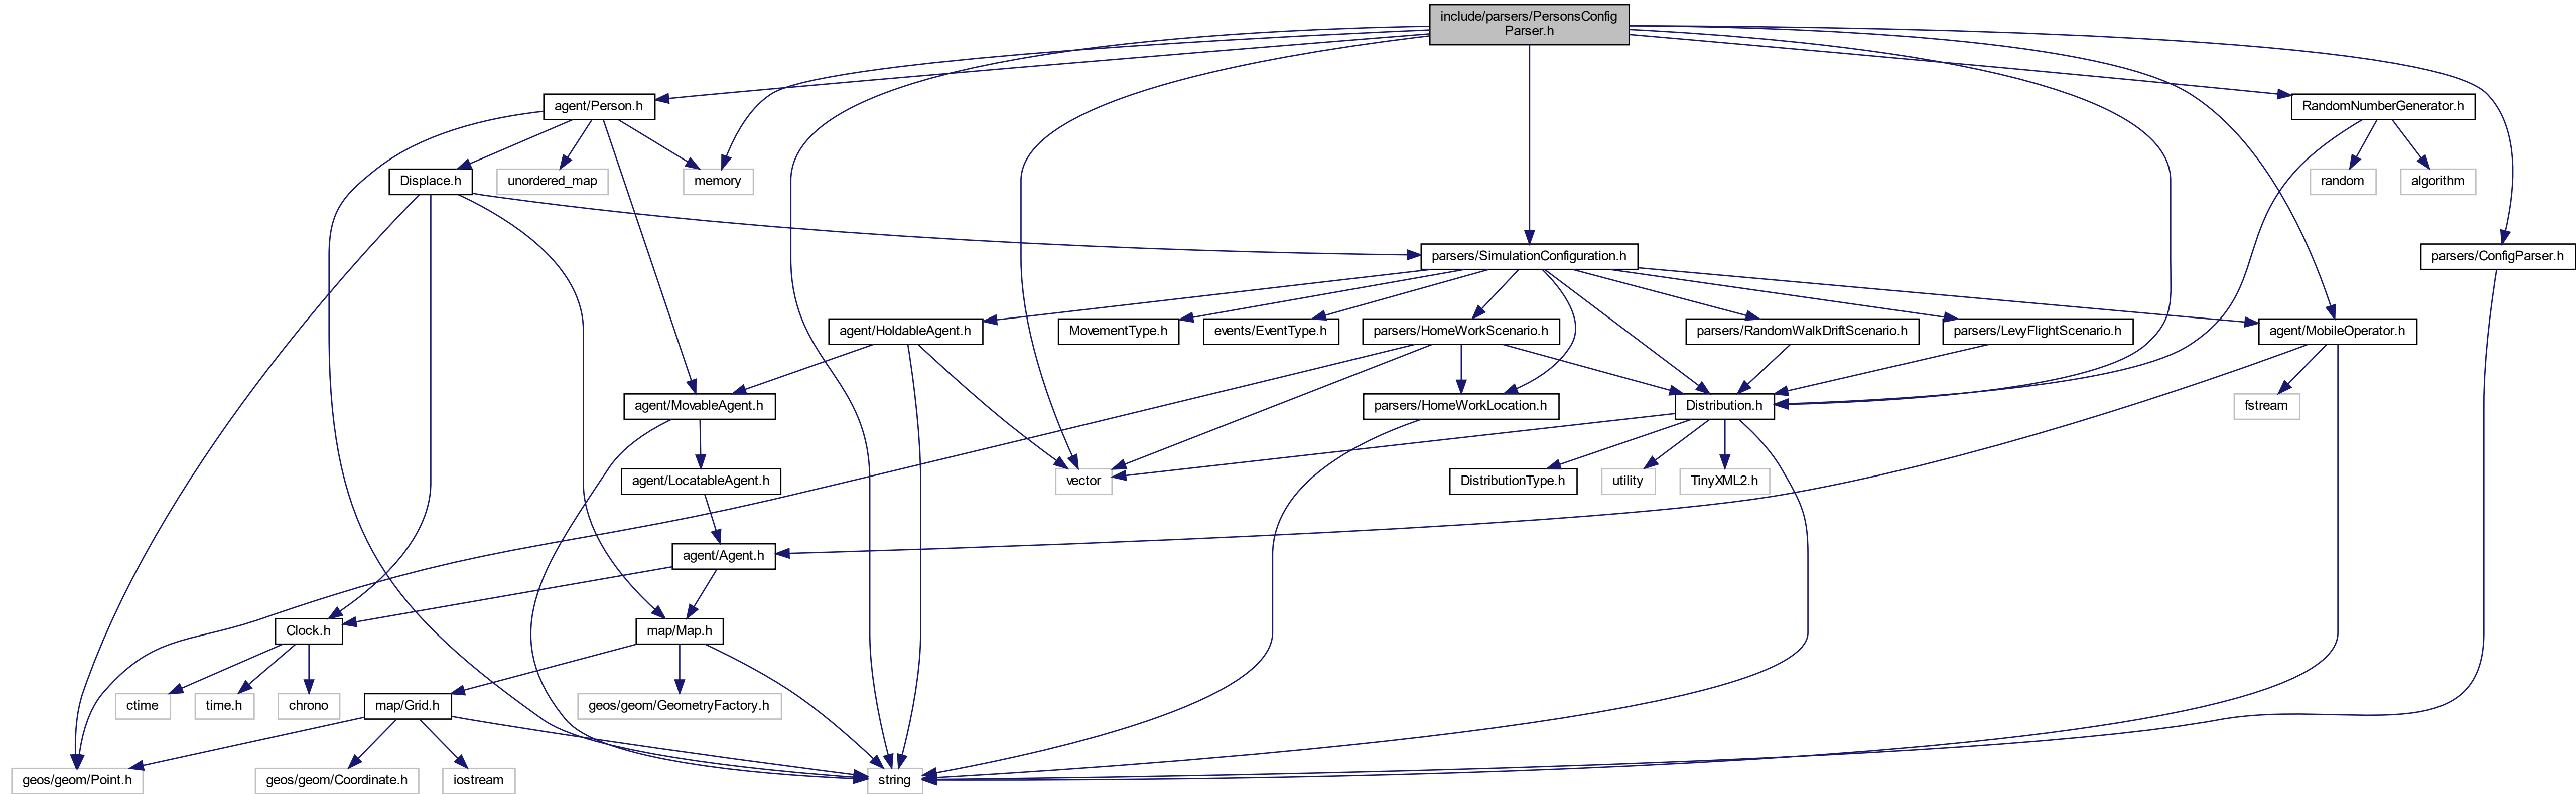 include/parsers/PersonsConfig
Parser.h
agent/Person.h
RandomNumberGenerator.h
Displace.h
unordered_map
memory
random
algorithm
parsers/SimulationConfiguration.h
parsers/ConfigParser.h
agent/HoldableAgent.h
MovementType.h
events/EventType.h
parsers/HomeWorkScenario.h
parsers/RandomWalkDriftScenario.h
parsers/LevyFlightScenario.h
agent/MobileOperator.h
agent/MovableAgent.h
parsers/HomeWorkLocation.h
Distribution.h
fstream
agent/LocatableAgent.h
vector
DistributionType.h
utility
TinyXML2.h
agent/Agent.h
Clock.h
map/Map.h
ctime
time.h
chrono
map/Grid.h
geos/geom/GeometryFactory.h
geos/geom/Point.h
geos/geom/Coordinate.h
iostream
string